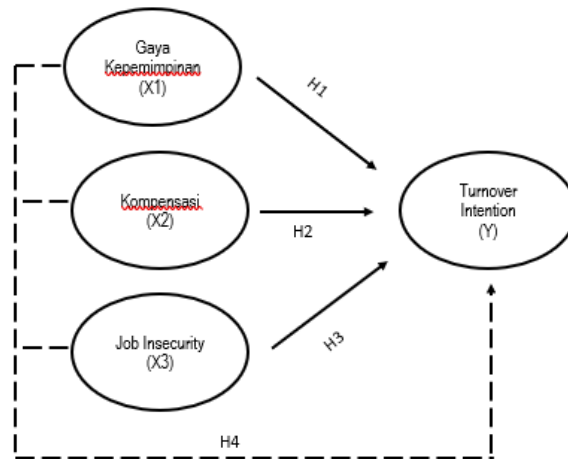 Gaya
Kepemimpinan
(X1)
H1
Kompensasi
(X2)
H2
Turnover
Intention
(Y)
Job Insecurity
(X3)
H3
H4